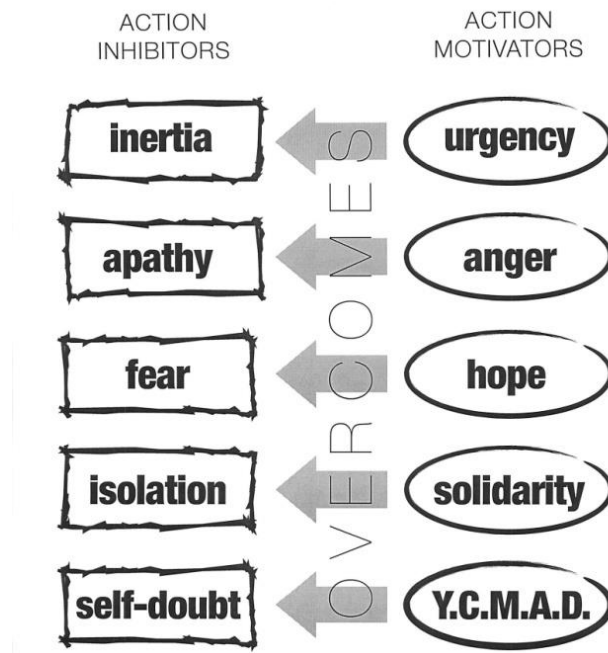 ACTION
INHIBITORS
ACTION
MOTIVATORS
inertia
urgency
apathy
anger
fear
hope
isolation
solidarity
self-doubt
Y.C.M.A.D.
OVERCOMES